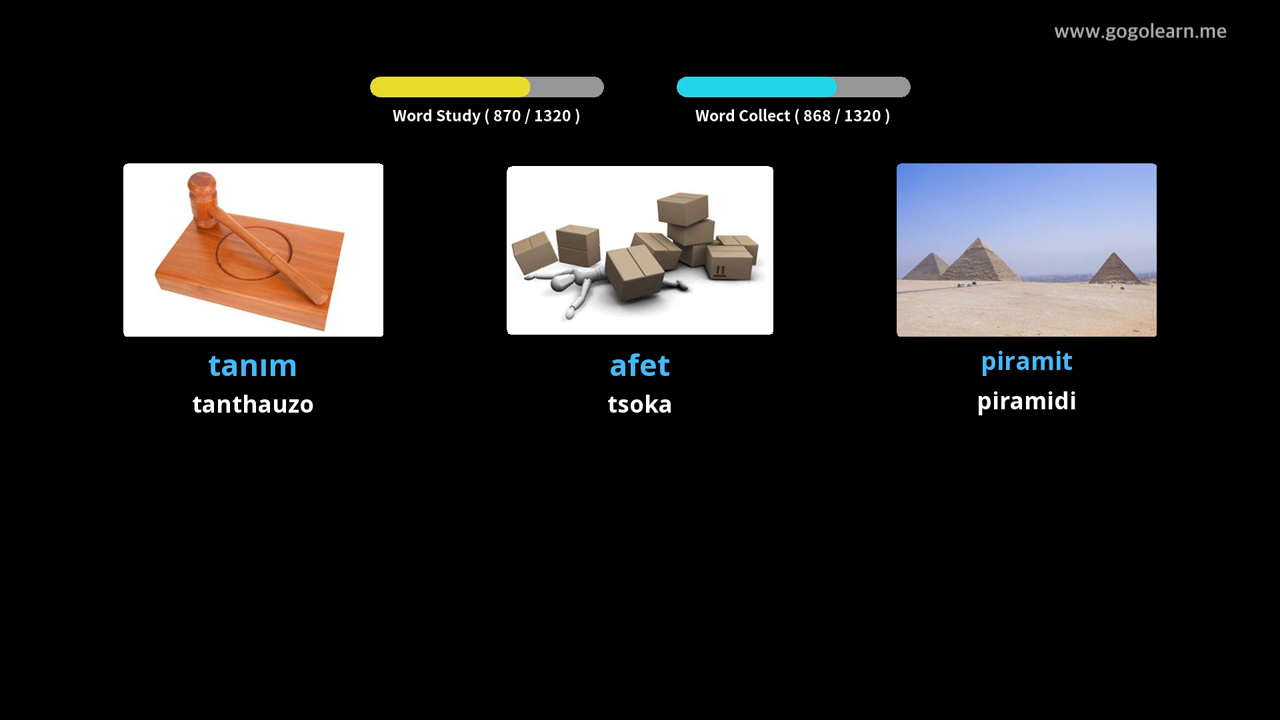 www.gogolearn.me
Word Study ( 870 / 1320 )
Word Collect ( 868 / 1320 )
tanım
tanthauzo
afet
tsoka
piramit
piramidi